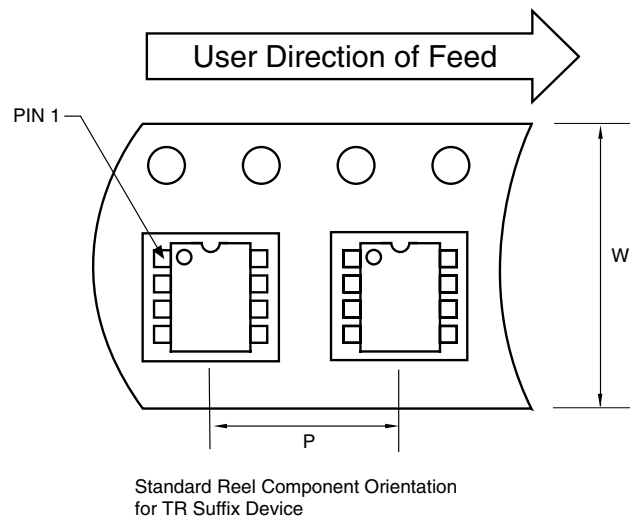 User Direction of Feed
PIN 1
W
P
Standard Reel Component Orientation
for TR Suffix Device